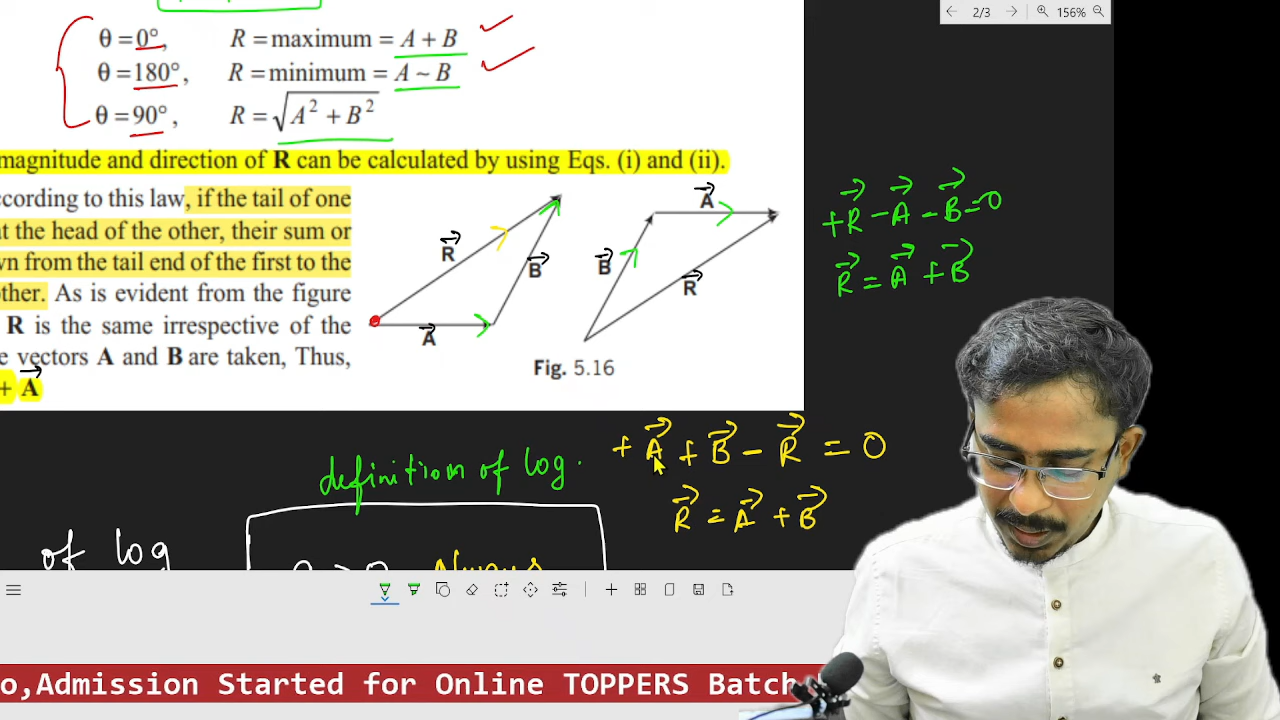 2/3
156%
θ = 0°, R = maximum = A + B
θ = 180°, R = minimum = A ~ B
θ = 90°, R = √A² + B²
magnitude and direction of R can be calculated by using Eqs. (i) and (ii).
cording to this law, if the tail of one
t the head of the other, their sum or
vn from the tail end of the first to the
other. As is evident from the figure
R is the same irrespective of the
e vectors A and B are taken, Thus,
+ A
R
B
A
A
B
R
Fig. 5.16
+R − A − B = 0
R = A + B
+ A + B − R = 0
R = A + B
definition of log.
of log
o,Admission Started for Online TOPPERS Batch